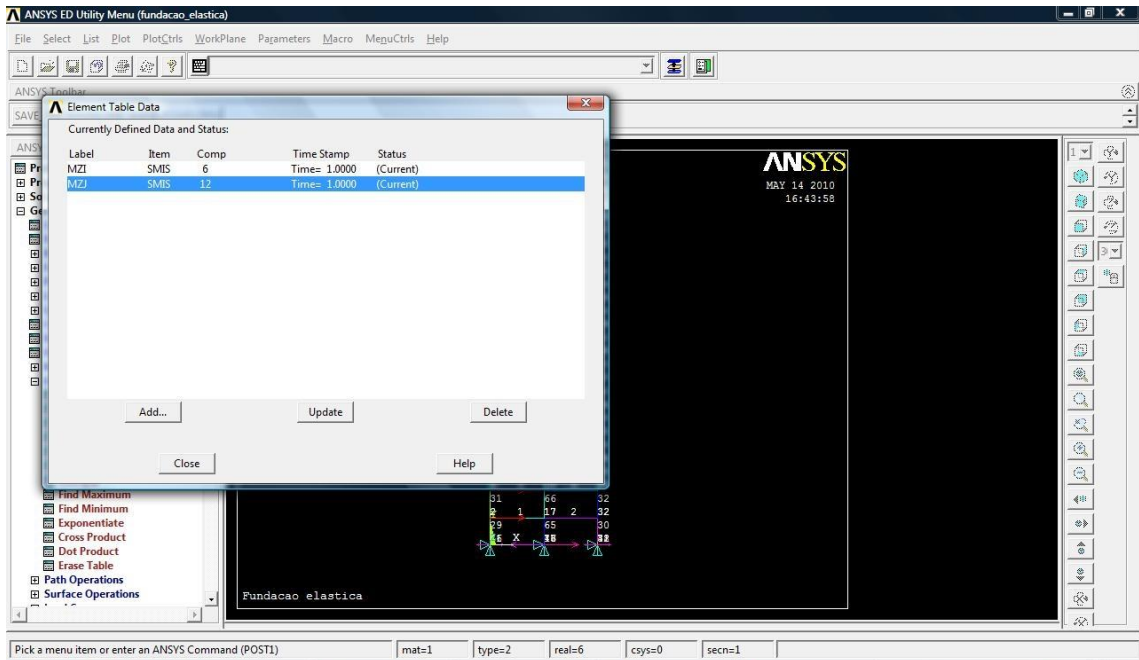 ANSYS ED Utility Menu (fundacao_elastica)
File Select List Plot PlotCtrls WorkPlane Parameters Macro MenuCtrls Help
ANSYS Toolbar
SAVE
Element Table Data
Currently Defined Data and Status:
Label Item Comp Time Stamp Status
MZI SMIS 6 Time= 1.0000 (Current)
MZJ SMIS 12 Time= 1.0000 (Current)
Add... Update Delete
Close Help
ANSYS
MAY 14 2010
16:43:58
Find Maximum
Find Minimum
Exponentiate
Cross Product
Dot Product
Erase Table
Path Operations
Surface Operations
31 66 32
1 17 2 32
29 65 30
X
Fundacao elastica
Pick a menu item or enter an ANSYS Command (POST1) mat=1 type=2 real=6 csys=0 secn=1